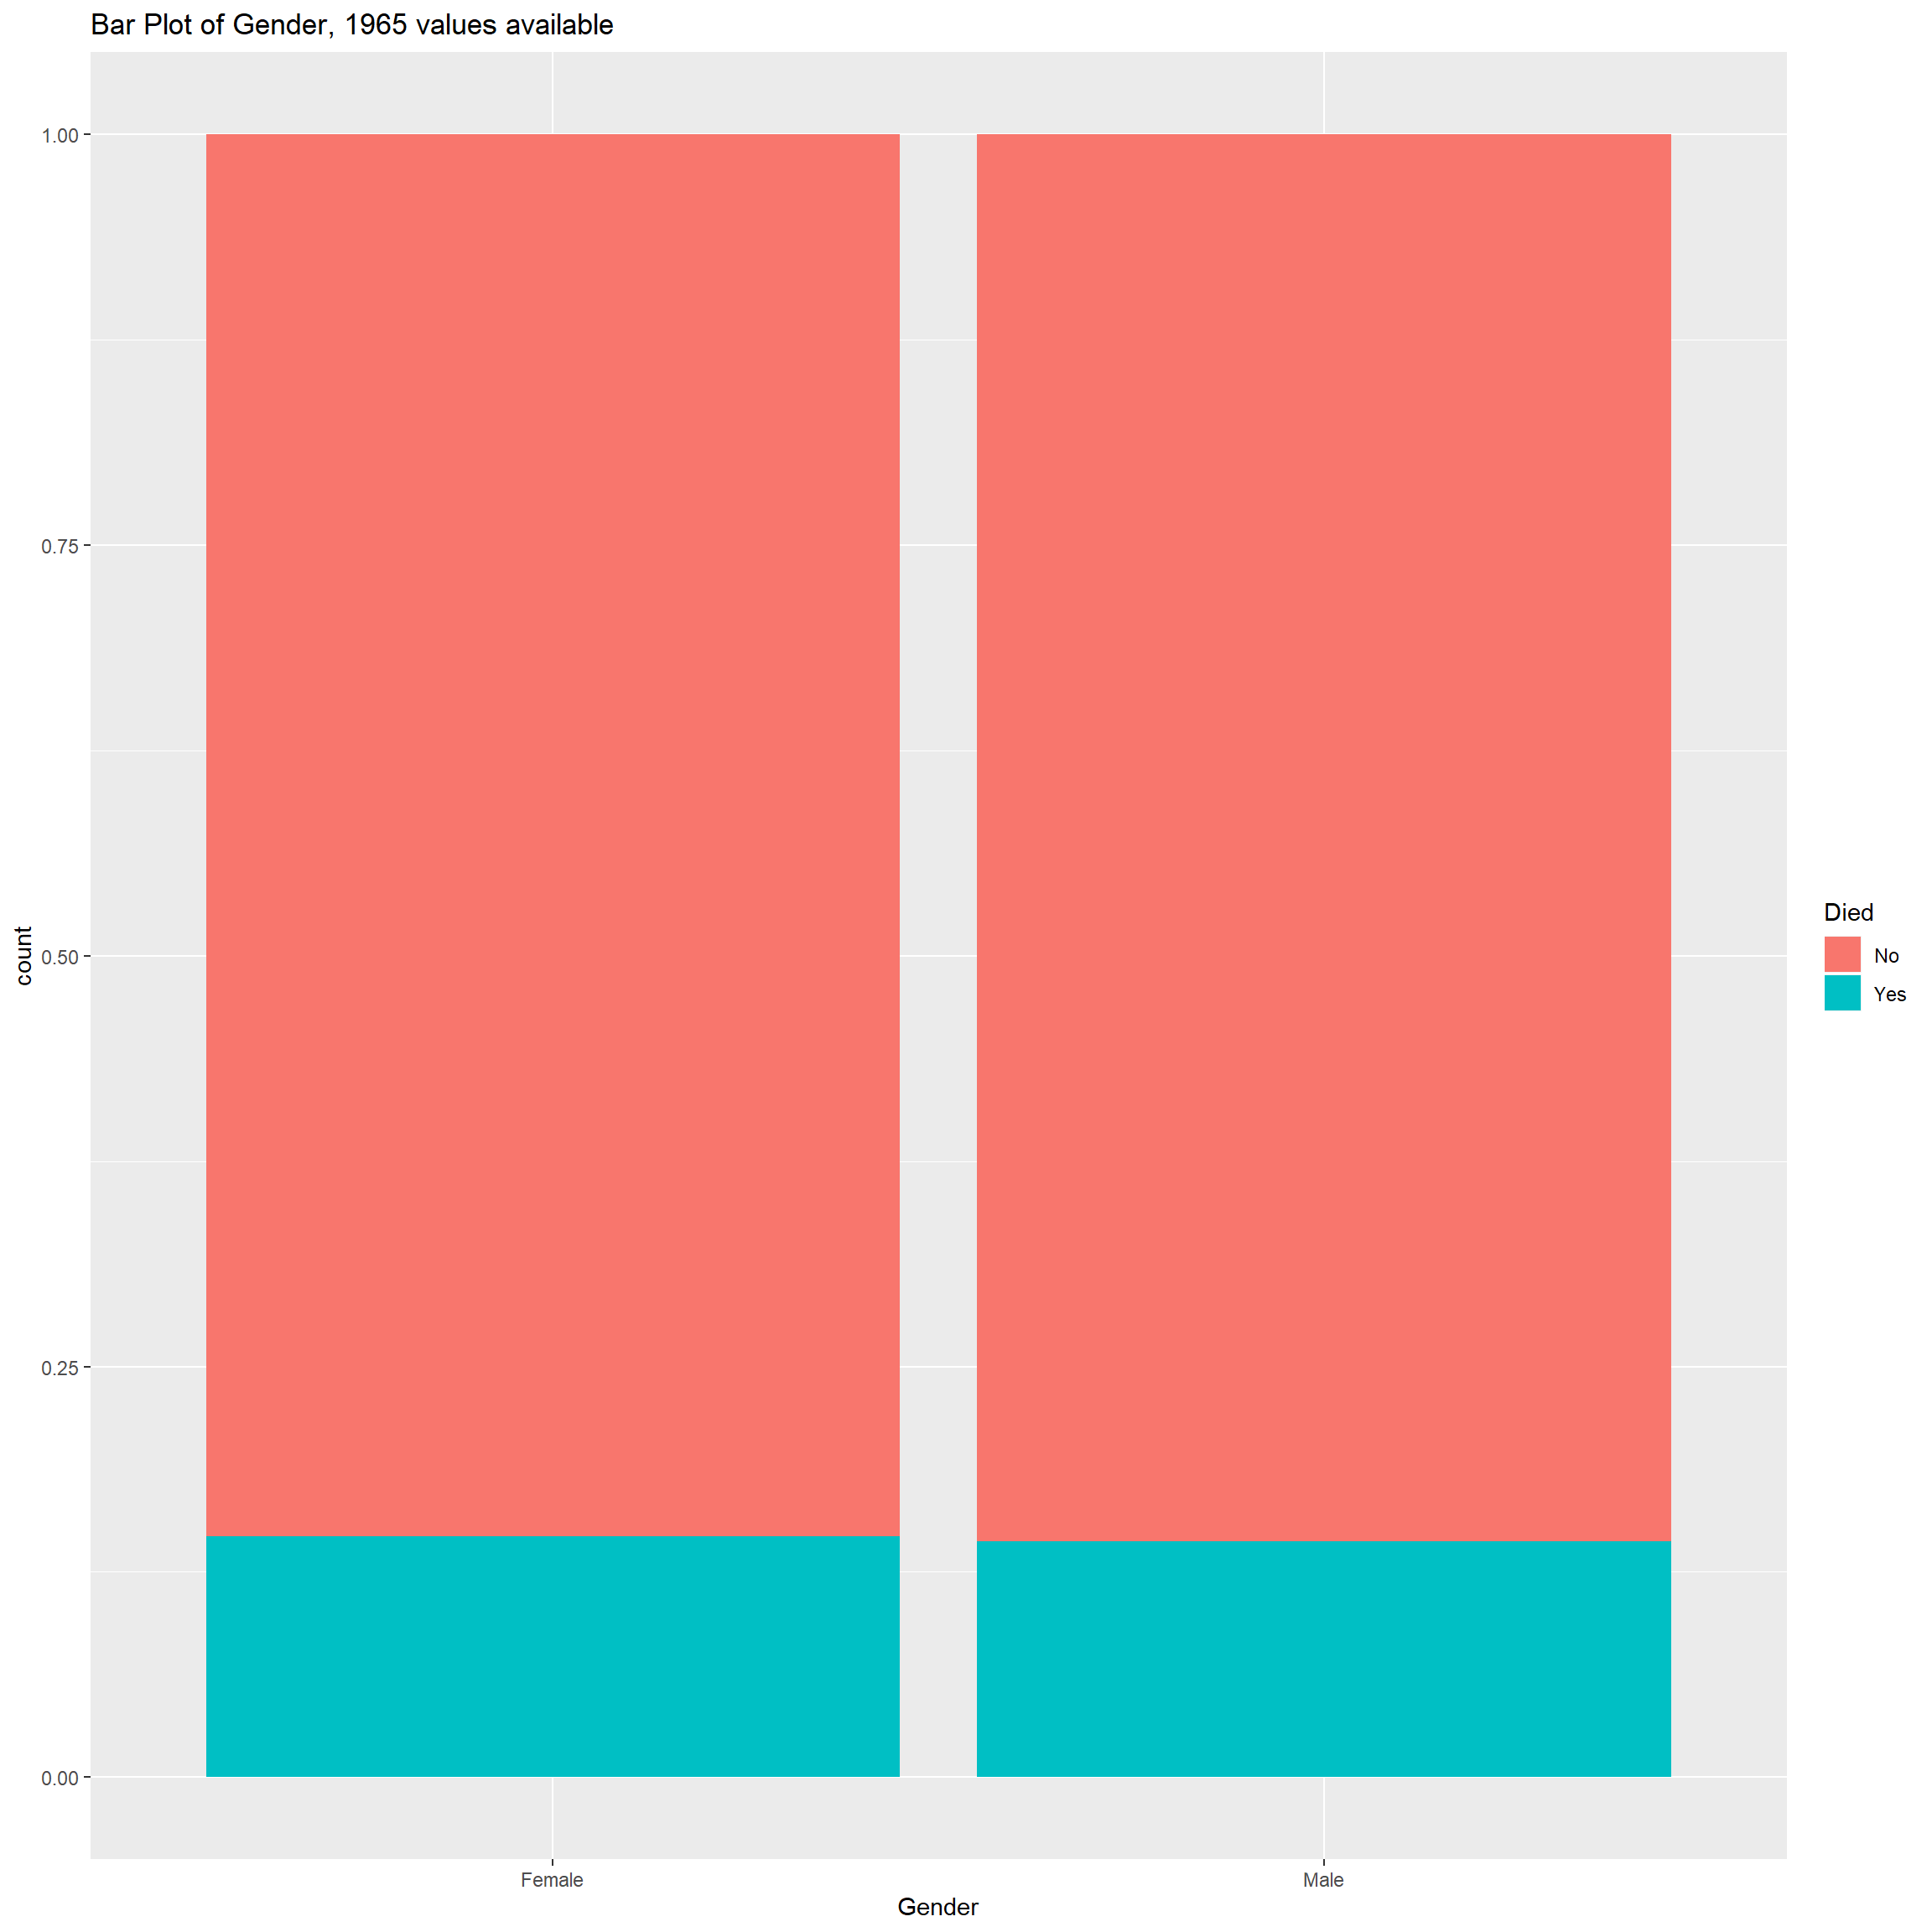 Bar Plot of Gender, 1965 values available
1.00
0.75
0.50
0.25
0.00
count
Female
Male
Gender
Died
No
Yes